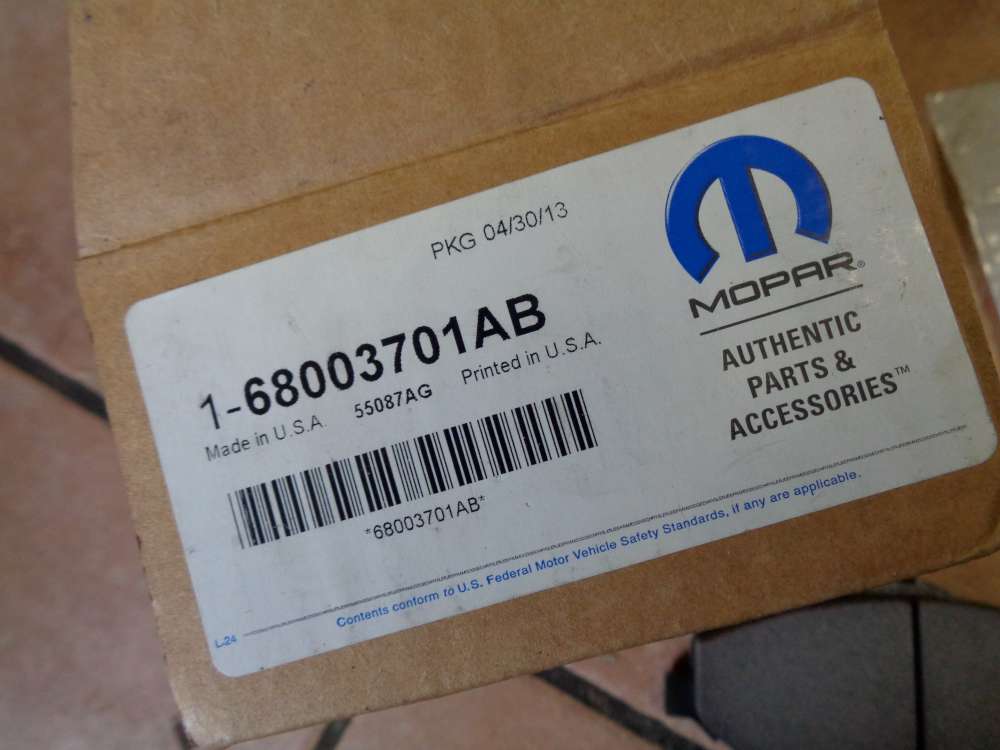 PKG 04/30/13
MOPAR®
AUTHENTIC
PARTS &
ACCESSORIES™
1-68003701AB
Made in U.S.A. 55087AG Printed in U.S.A.
*68003701AB*
Contents conform to U.S. Federal Motor Vehicle Safety Standards, if any are applicable.
L-24